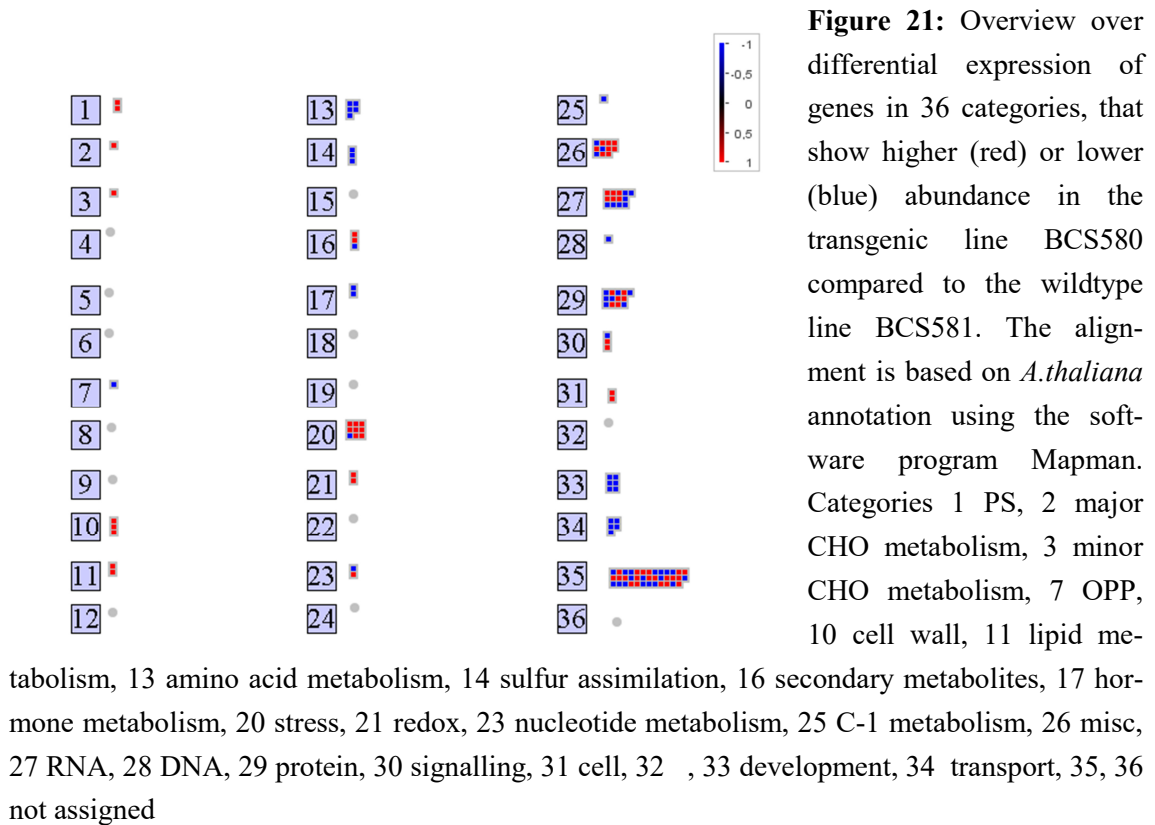 Figure 21: Overview over
differential expression of
genes in 36 categories, that
show higher (red) or lower
(blue) abundance in the
transgenic line BCS580
compared to the wildtype
line BCS581. The align-
ment is based on A.thaliana
annotation using the soft-
ware program Mapman.
Categories 1 PS, 2 major
CHO metabolism, 3 minor
CHO metabolism, 7 OPP,
10 cell wall, 11 lipid me-
tabolism, 13 amino acid metabolism, 14 sulfur assimilation, 16 secondary metabolites, 17 hor-
mone metabolism, 20 stress, 21 redox, 23 nucleotide metabolism, 25 C-1 metabolism, 26 misc,
27 RNA, 28 DNA, 29 protein, 30 signalling, 31 cell, 32 , 33 development, 34 transport, 35, 36
not assigned
1
2
3
4
5
6
7
8
9
10
11
12
13
14
15
16
17
18
19
20
21
22
23
24
25
26
27
28
29
30
31
32
33
34
35
36
-1
-0,5
0
0,5
1